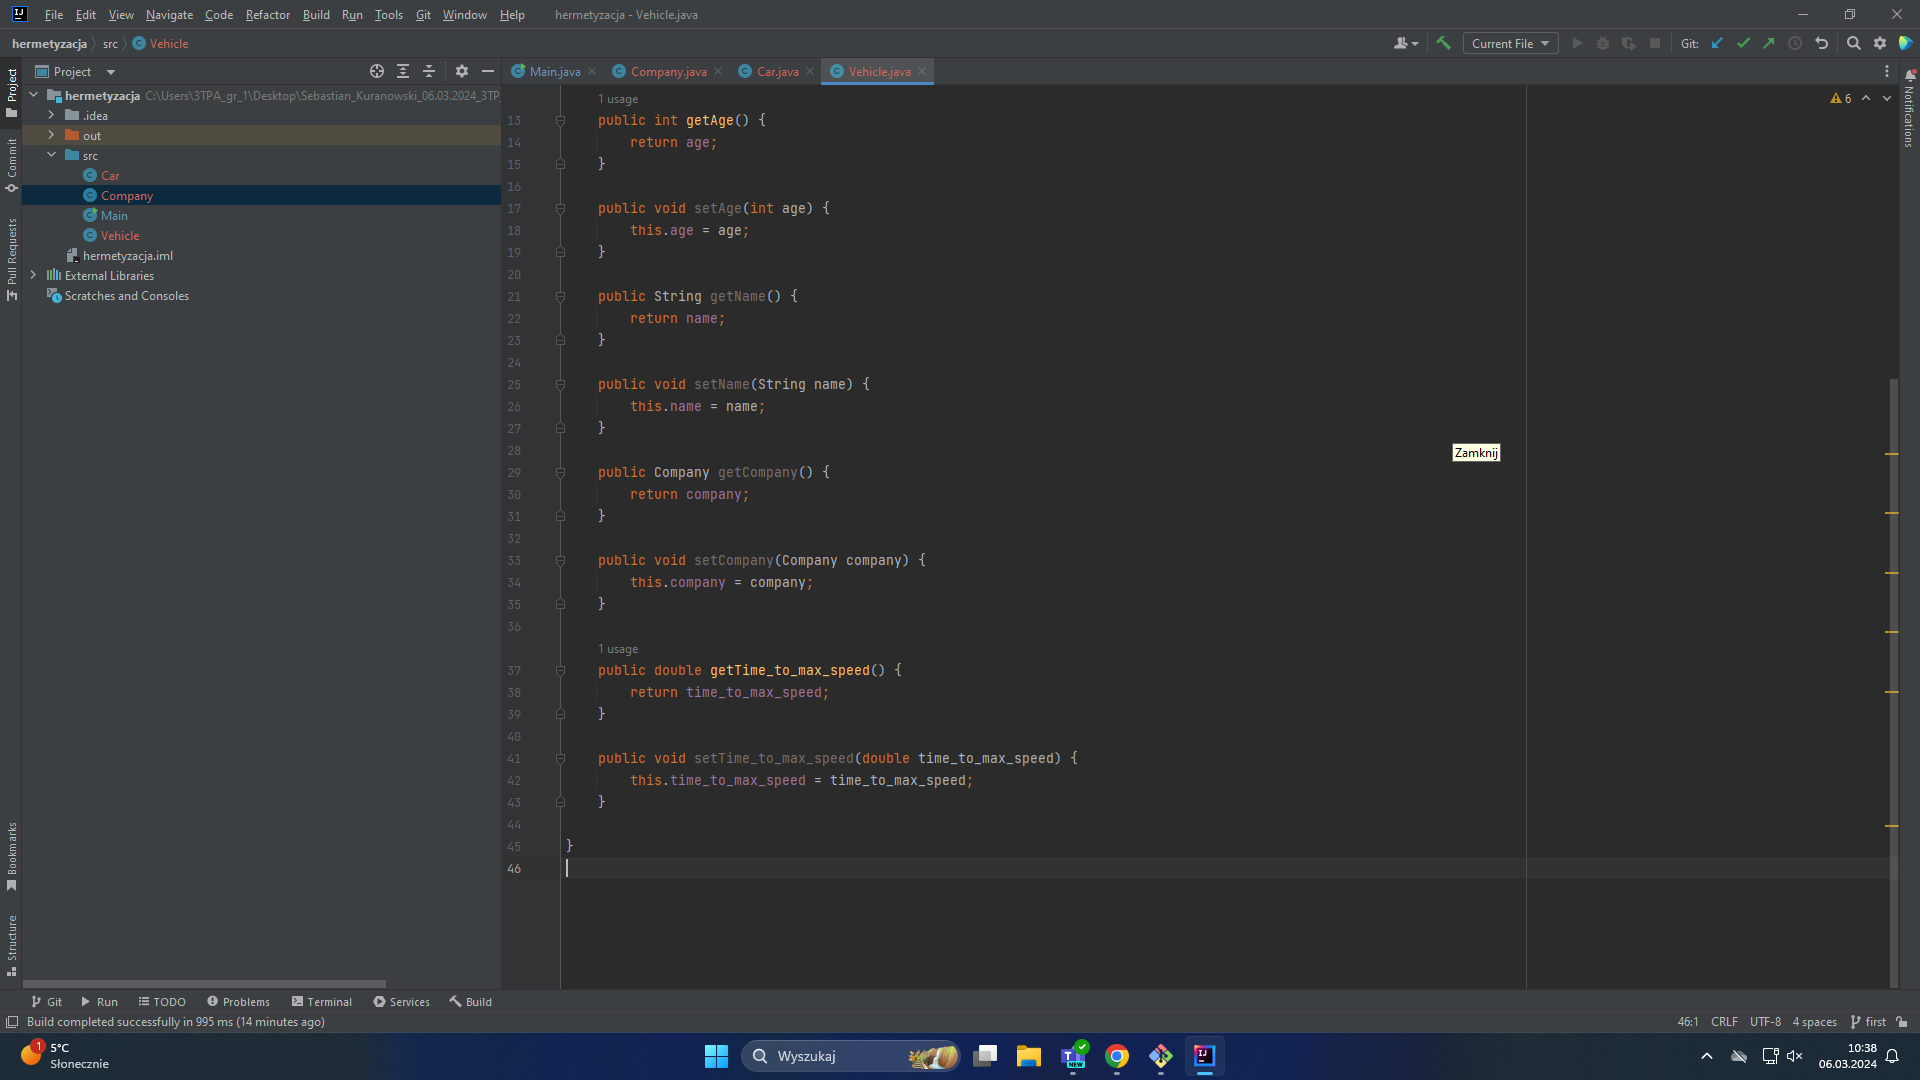 File Edit View Navigate Code Refactor Build Run Tools Git Window Help hermetyzacja - Vehicle.java
hermetyzacja src Vehicle Current File Git:
Project
Main.java Company.java Car.java Vehicle.java
hermetyzacja C:\Users\3TPA_gr_1\Desktop\Sebastian_Kuranowski_06.03.2024_3TP
.idea
out
src
Car
Company
Main
Vehicle
hermetyzacja.iml
External Libraries
Scratches and Consoles
Project
Commit
Pull Requests
Bookmarks
Structure
1 usage
13 public int getAge() {
14 return age;
15 }
16
17 public void setAge(int age) {
18 this.age = age;
19 }
20
21 public String getName() {
22 return name;
23 }
24
25 public void setName(String name) {
26 this.name = name;
27 }
28
29 public Company getCompany() {
30 return company;
31 }
32
33 public void setCompany(Company company) {
34 this.company = company;
35 }
36
1 usage
37 public double getTime_to_max_speed() {
38 return time_to_max_speed;
39 }
40
41 public void setTime_to_max_speed(double time_to_max_speed) {
42 this.time_to_max_speed = time_to_max_speed;
43 }
44
45 }
46
6
Zamknij
Notifications
Git Run TODO Problems Terminal Services Build
Build completed successfully in 995 ms (14 minutes ago) 46:1 CRLF UTF-8 4 spaces first
1
5°C
Słonecznie
Wyszukaj
NEW
10:38
06.03.2024